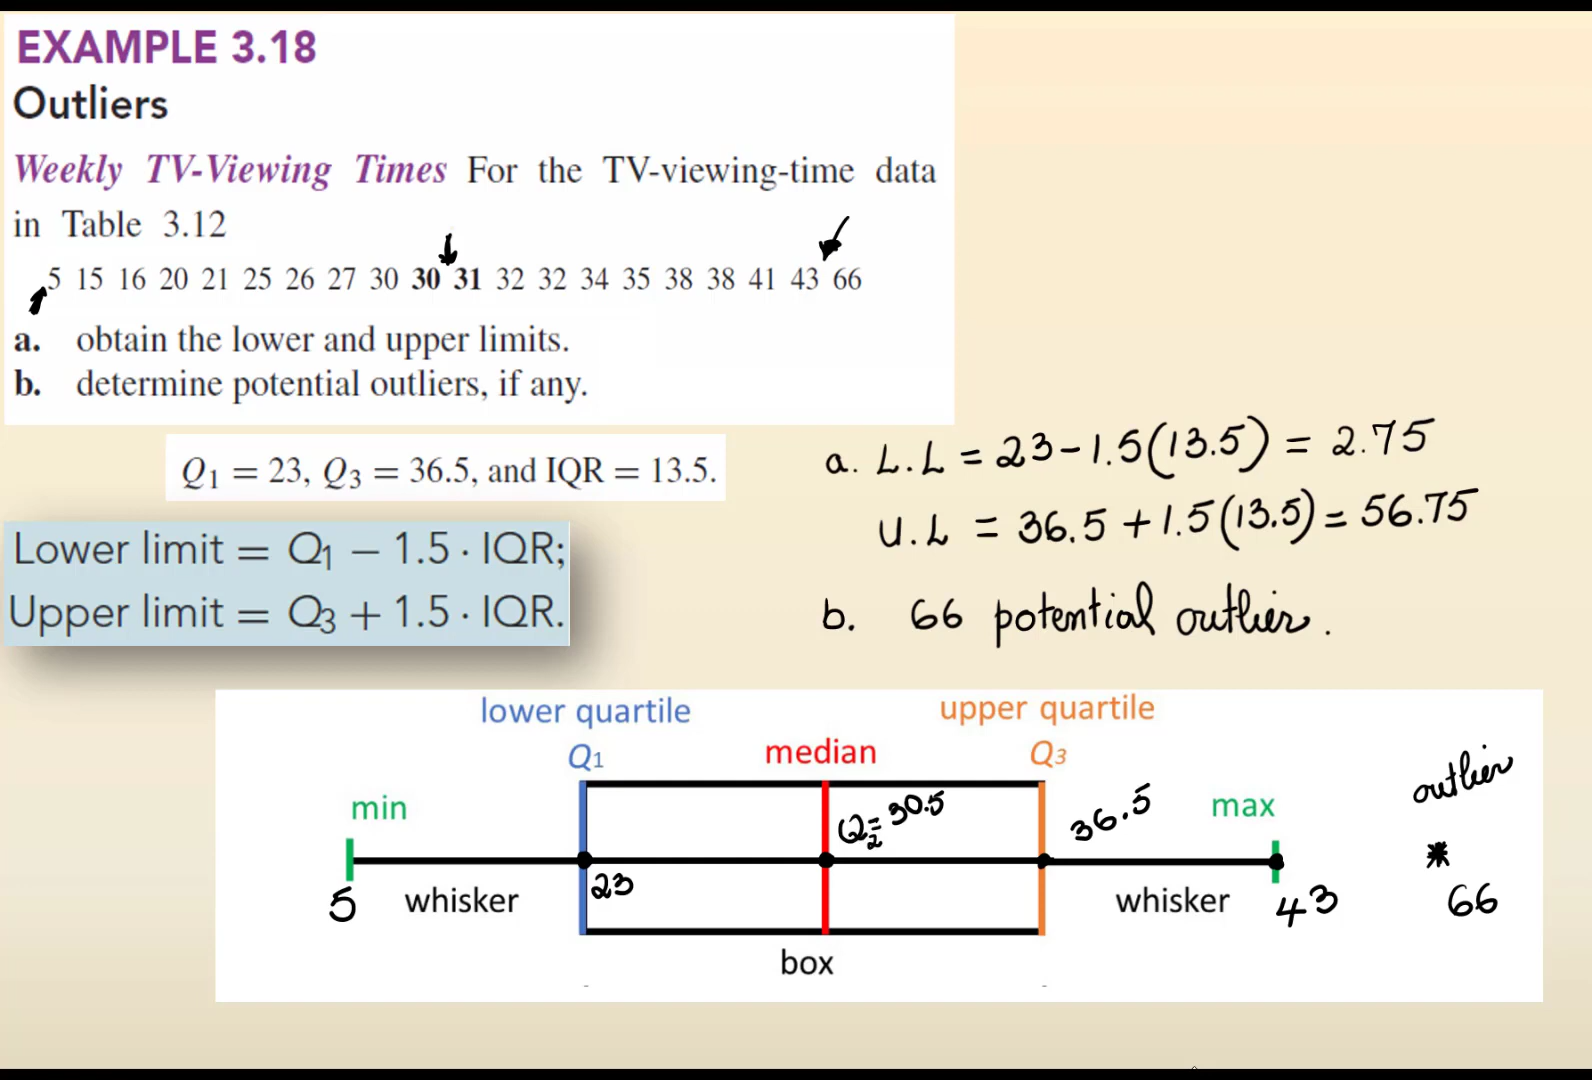 EXAMPLE 3.18
Outliers
Weekly TV-Viewing Times For the TV-viewing-time data
in Table 3.12
5 15 16 20 21 25 26 27 30 30 31 32 32 34 35 38 38 41 43 66
a. obtain the lower and upper limits.
b. determine potential outliers, if any.
Q1 = 23, Q3 = 36.5, and IQR = 13.5.
Lower limit = Q1 − 1.5 · IQR;
Upper limit = Q3 + 1.5 · IQR.
a. L.L = 23-1.5(13.5) = 2.75
U.L = 36.5 + 1.5(13.5) = 56.75
b. 66 potential outlier.
lower quartile
Q1
median
upper quartile
Q3
min
max
outlier
Q2 = 30.5
36.5
23
5
whisker
whisker
43
66
box